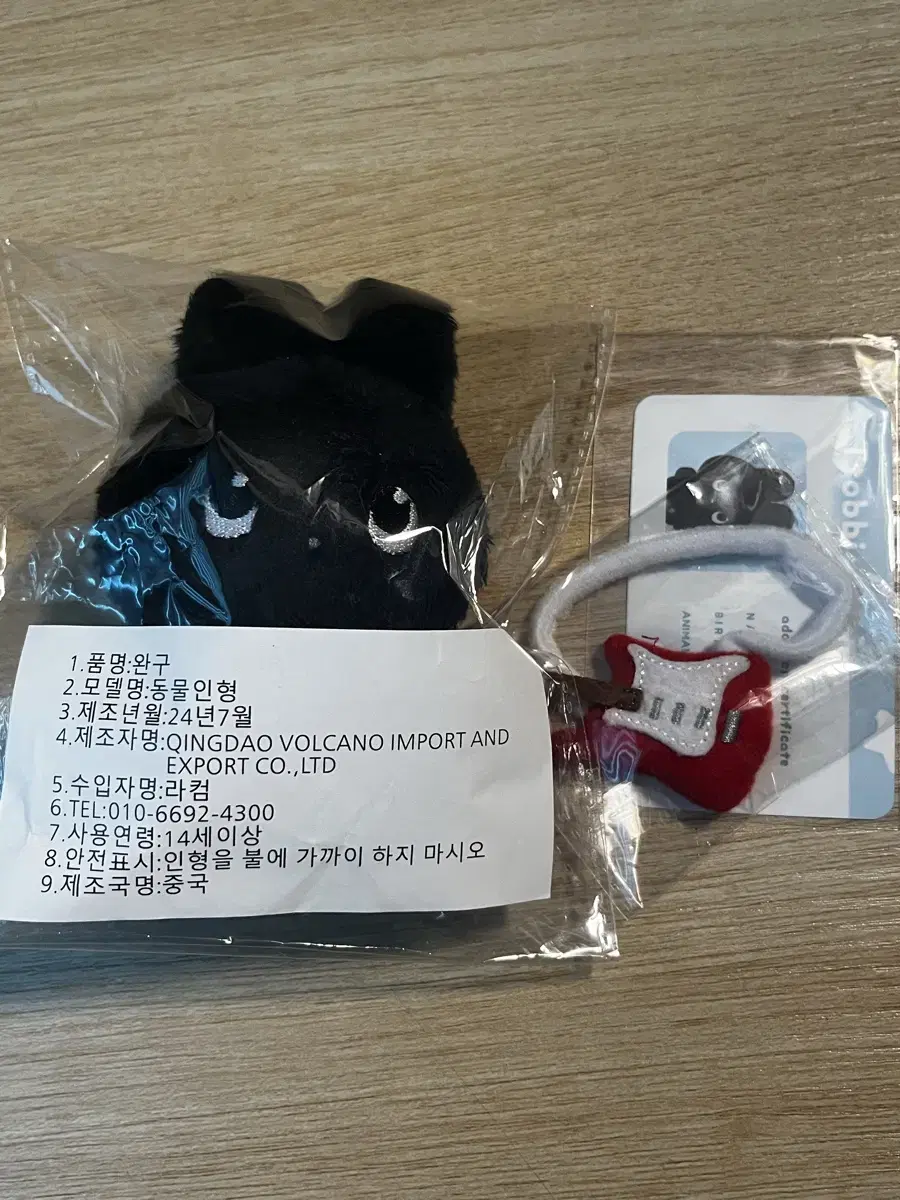 1.품명:완구
2.모델명:동물인형
3.제조년월:24년7월
4.제조자명:QINGDAO VOLCANO IMPORT AND
EXPORT CO.,LTD
5.수입자명:라컴
6.TEL:010-6692-4300
7.사용연령:14세이상
8.안전표시:인형을 불에 가까이 하지 마시오
9.제조국명:중국